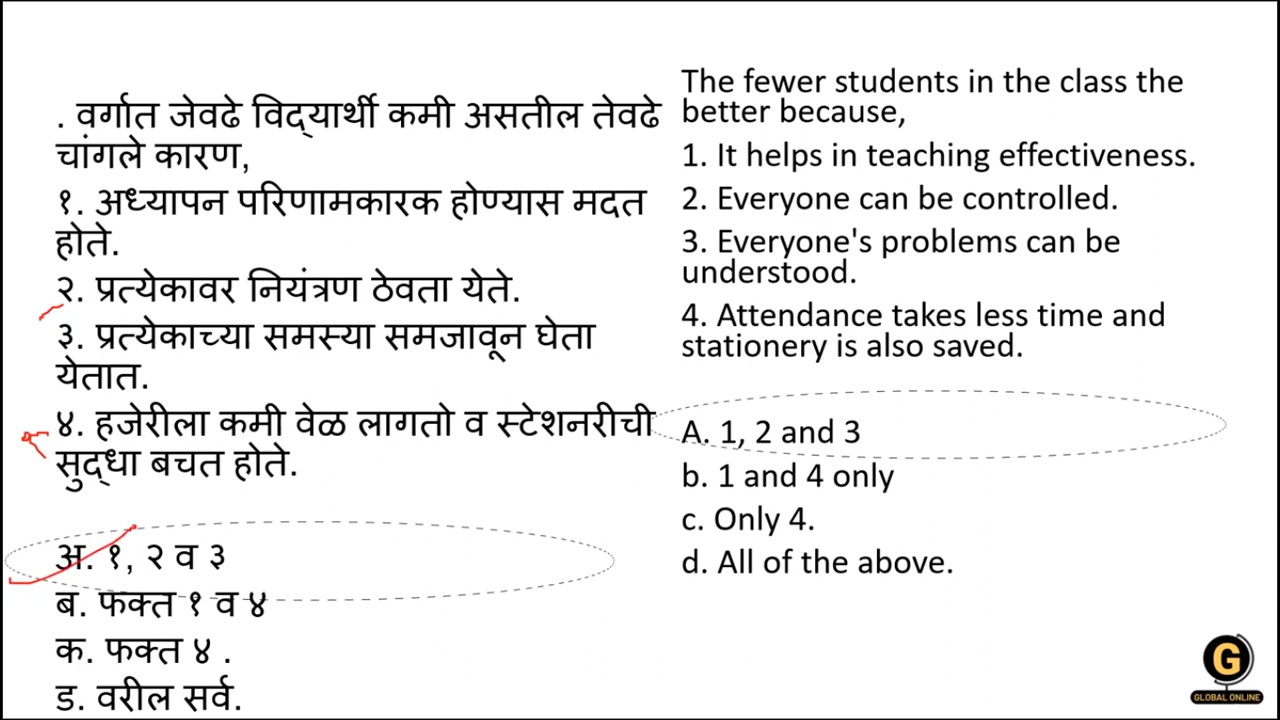 . वर्गात जेवढे विद्‌यार्थी कमी असतील तेवढे
चांगले कारण,
१. अध्यापन परिणामकारक होण्यास मदत
होते.
२. प्रत्येकावर नियंत्रण ठेवता येते.
३. प्रत्येकाच्या समस्या समजावून घेता
येतात.
४. हजेरीला कमी वेळ लागतो व स्टेशनरीची
सुद्‌धा बचत होते.
अ. १, २ व ३
ब. फक्त १ व ४
क. फक्त ४ .
ड. वरील सर्व.
The fewer students in the class the
better because,
1. It helps in teaching effectiveness.
2. Everyone can be controlled.
3. Everyone's problems can be
understood.
4. Attendance takes less time and
stationery is also saved.
A. 1, 2 and 3
b. 1 and 4 only
c. Only 4.
d. All of the above.
G
GLOBAL ONLINE